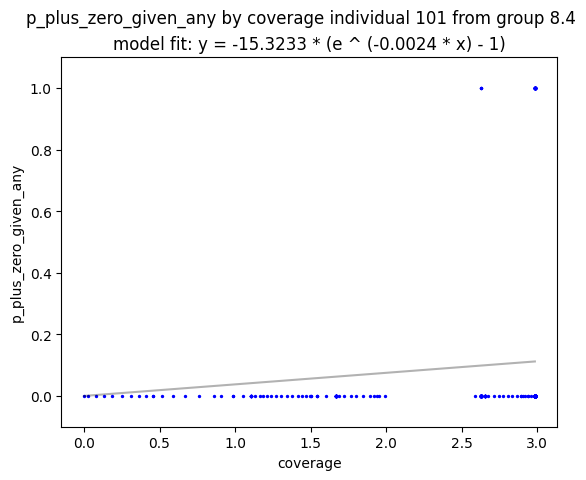 p_plus_zero_given_any by coverage individual 101 from group 8.4
model fit: y = -15.3233 * (e ^ (-0.0024 * x) - 1)
1.0
0.8
0.6
0.4
0.2
0.0
p_plus_zero_given_any
0.0 0.5 1.0 1.5 2.0 2.5 3.0
coverage